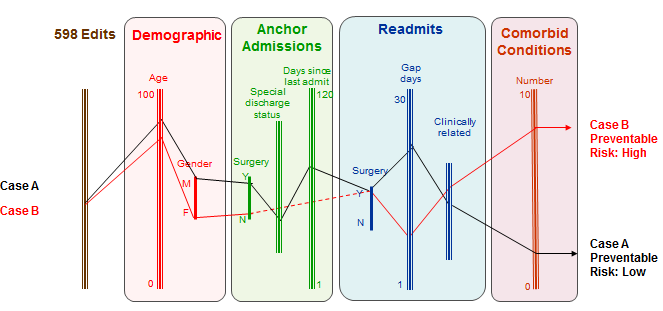 598 Edits
Demographic
Anchor
Admissions
Readmits
Comorbid
Conditions
Age
100
0
Gender
M
F
Surgery
Y
N
Special
discharge
status
Days since
last admit
120
1
Surgery
Y
N
Gap
days
30
1
Clinically
related
Number
10
0
Case A
Case B
Case B
Preventable
Risk: High
Case A
Preventable
Risk: Low